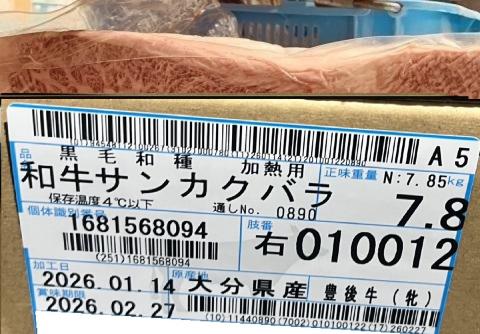 A5
品 黒毛和種 加熱用
和牛サンカクバラ
正味重量 N:7.85kg
7.8
保存温度4℃以下 通しNo. 0890
個体識別番号
1681568094
(251)1681568094
枝番
右010012
加工日
2026.01.14
原産地
大分県産 豊後牛(牝)
賞味期限
2026.02.27
(10)11440890(7002)01010122(17)260227